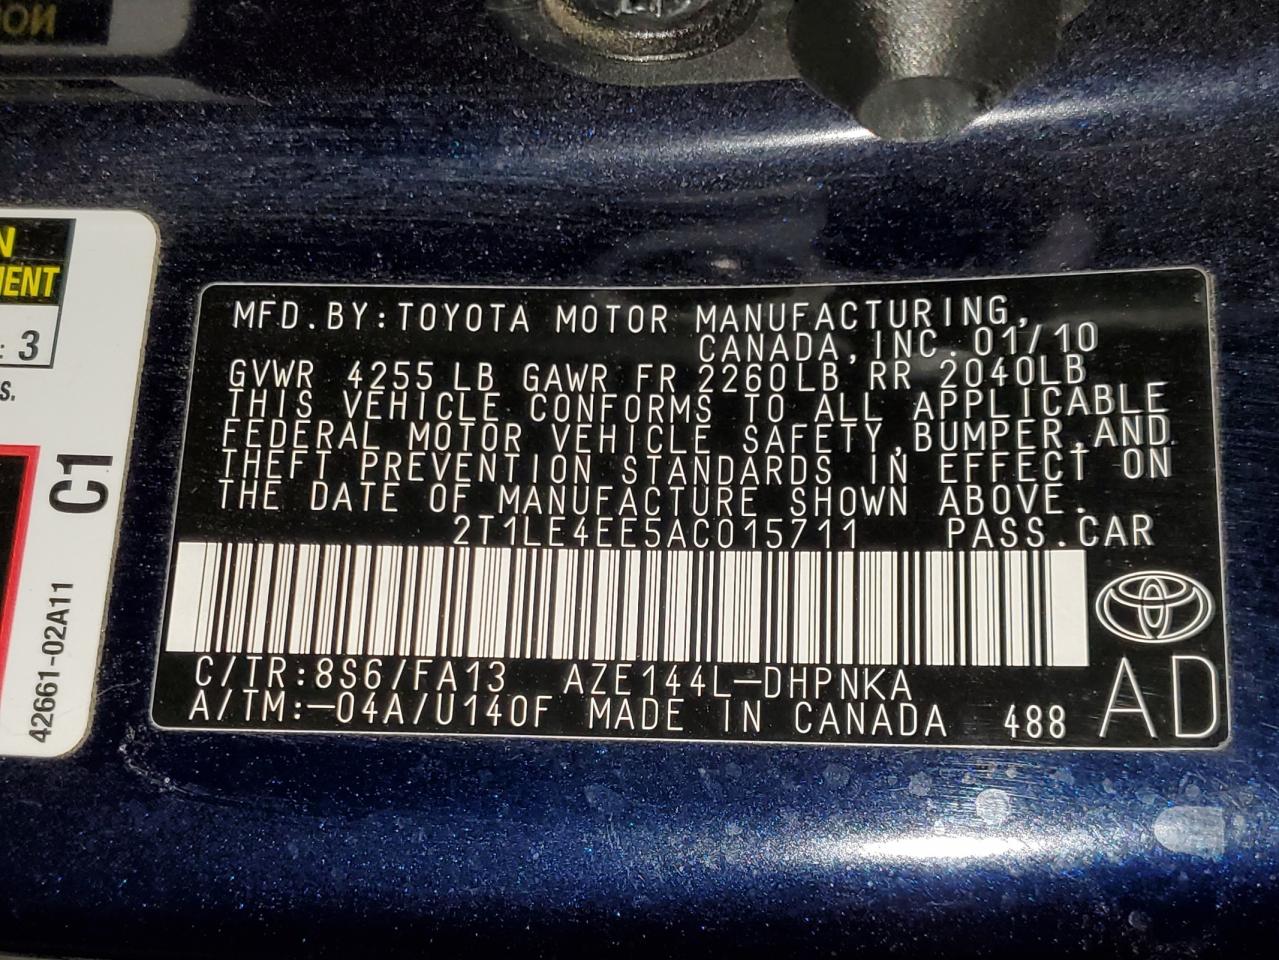 N
MENT
: 3
S.
C1
42661-02A11
MFD.BY:TOYOTA MOTOR MANUFACTURING,
CANADA,INC. 01/10
GVWR 4255LB GAWR FR 2260LB RR 2040LB
THIS VEHICLE CONFORMS TO ALL APPLICABLE
FEDERAL MOTOR VEHICLE SAFETY,BUMPER,AND
THEFT PREVENTION STANDARDS IN EFFECT ON
THE DATE OF MANUFACTURE SHOWN ABOVE.
2T1LE4EE5AC015711 PASS.CAR
C/TR:8S6/FA13 AZE144L-DHPNKA
A/TM:-04A/U140F MADE IN CANADA 488
AD